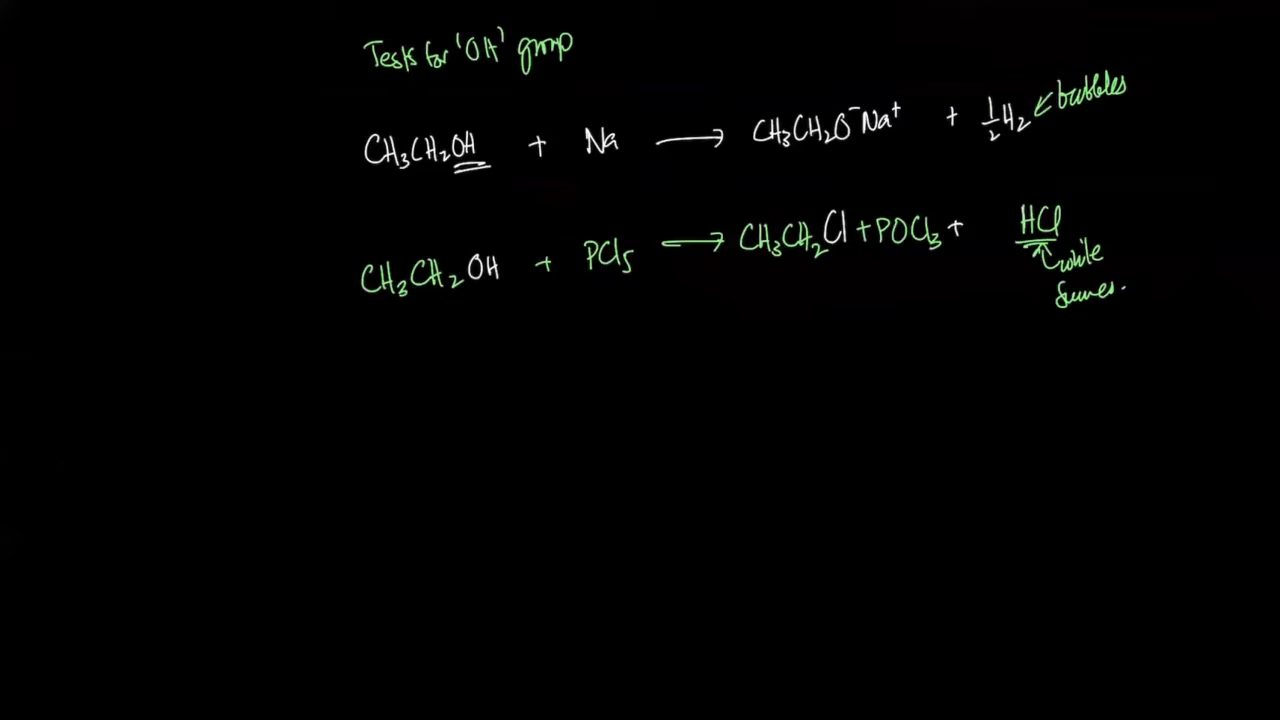 Tests for 'OH' group
CH₃CH₂OH + Na → CH₃CH₂O⁻Na⁺ + ½H₂ ← bubbles
CH₃CH₂OH + PCl₅ → CH₃CH₂Cl + POCl₃ + HCl
white
fumes.